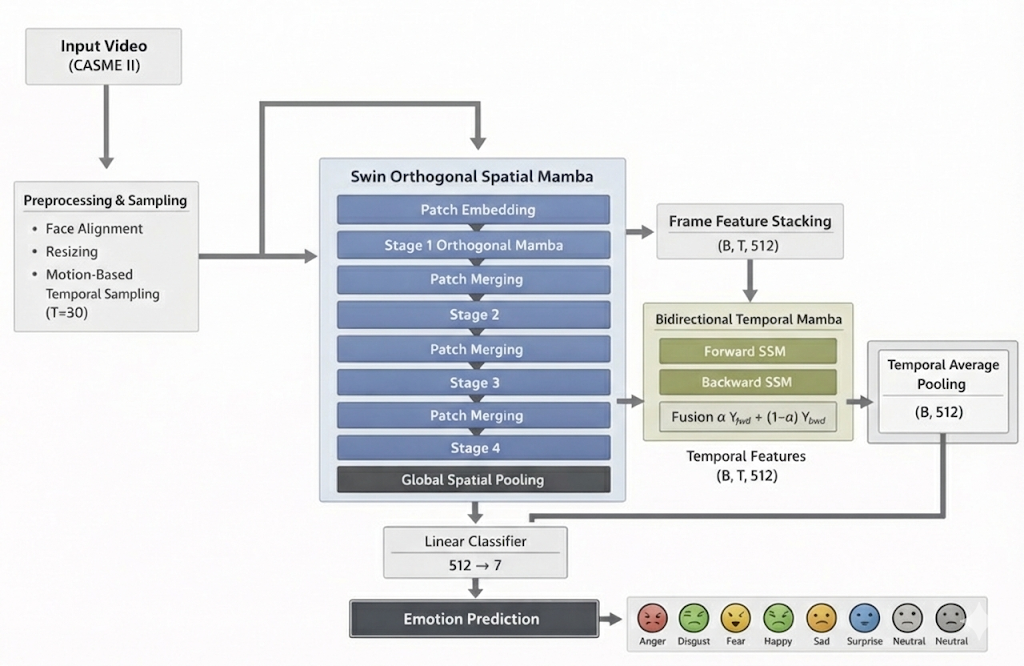 Input Video
(CASME II)
Preprocessing & Sampling
• Face Alignment
• Resizing
• Motion-Based
Temporal Sampling
(T=30)
Swin Orthogonal Spatial Mamba
Patch Embedding
Stage 1 Orthogonal Mamba
Patch Merging
Stage 2
Patch Merging
Stage 3
Patch Merging
Stage 4
Global Spatial Pooling
Frame Feature Stacking
(B, T, 512)
Bidirectional Temporal Mamba
Forward SSM
Backward SSM
Fusion α Y_fwd + (1–α) Y_bwd
Temporal Features
(B, T, 512)
Temporal Average
Pooling
(B, 512)
Linear Classifier
512 → 7
Emotion Prediction
Anger Disgust Fear Happy Sad Surprise Neutral Neutral